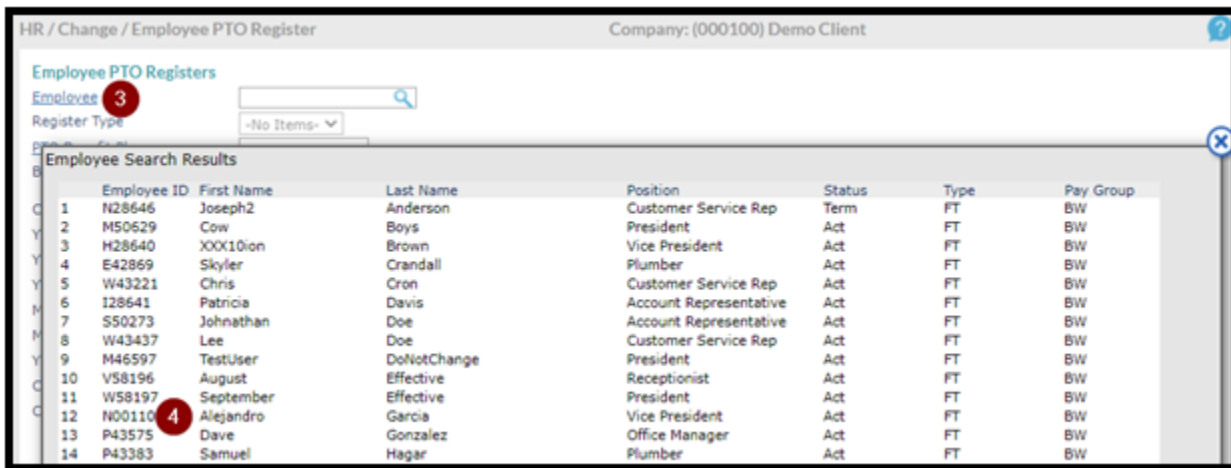 HR / Change / Employee PTO Register Company: (000100) Demo Client ?
Employee PTO Registers
Employee 3
Register Type -No Items-
Employee Search Results
Employee ID First Name Last Name Position Status Type Pay Group
1 N28646 Joseph2 Anderson Customer Service Rep Term FT BW
2 M50629 Cow Boys President Act FT BW
3 H28640 XXX10ion Brown Vice President Act FT BW
4 E42869 Skyler Crandall Plumber Act FT BW
5 W43221 Chris Cron Customer Service Rep Act FT BW
6 I28641 Patricia Davis Account Representative Act FT BW
7 S50273 Johnathan Doe Account Representative Act FT BW
8 W43437 Lee Doe Customer Service Rep Act FT BW
9 M46597 TestUser DoNotChange President Act FT BW
10 V58196 August Effective Receptionist Act FT BW
11 W58197 September Effective President Act FT BW
12 N00110 4 Alejandro Garcia Vice President Act FT BW
13 P43575 Dave Gonzalez Office Manager Act FT BW
14 P43383 Samuel Hagar Plumber Act FT BW